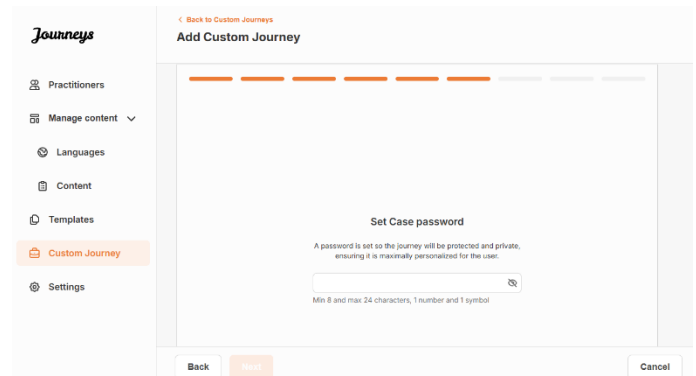 Journeys
< Back to Custom Journeys
Add Custom Journey
Practitioners
Manage content
Languages
Content
Templates
Custom Journey
Settings
Set Case password
A password is set so the journey will be protected and private,
ensuring it is maximally personalized for the user.
Min 8 and max 24 characters, 1 number and 1 symbol
Back
Next
Cancel